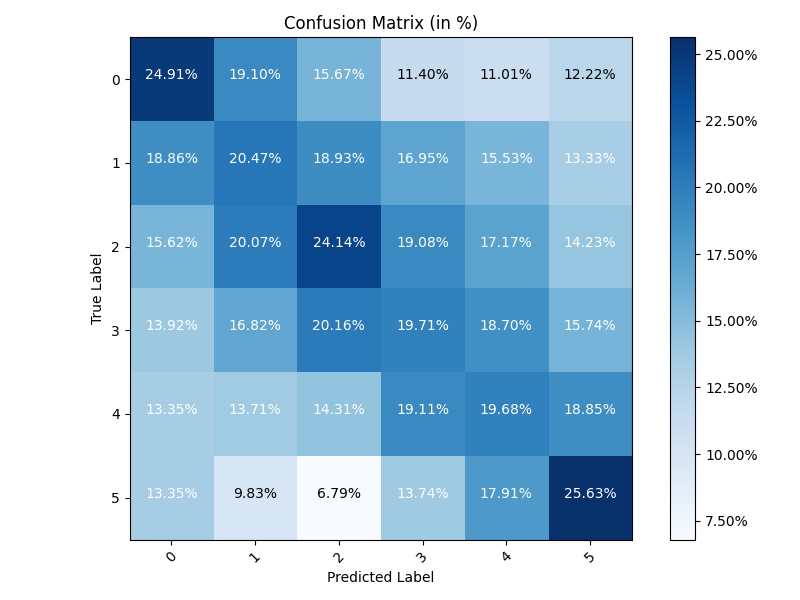 Confusion Matrix (in %)
0 24.91% 19.10% 15.67% 11.40% 11.01% 12.22%
1 18.86% 20.47% 18.93% 16.95% 15.53% 13.33%
2 15.62% 20.07% 24.14% 19.08% 17.17% 14.23%
3 13.92% 16.82% 20.16% 19.71% 18.70% 15.74%
4 13.35% 13.71% 14.31% 19.11% 19.68% 18.85%
5 13.35% 9.83% 6.79% 13.74% 17.91% 25.63%
True Label
0 1 2 3 4 5
Predicted Label
25.00%
22.50%
20.00%
17.50%
15.00%
12.50%
10.00%
7.50%